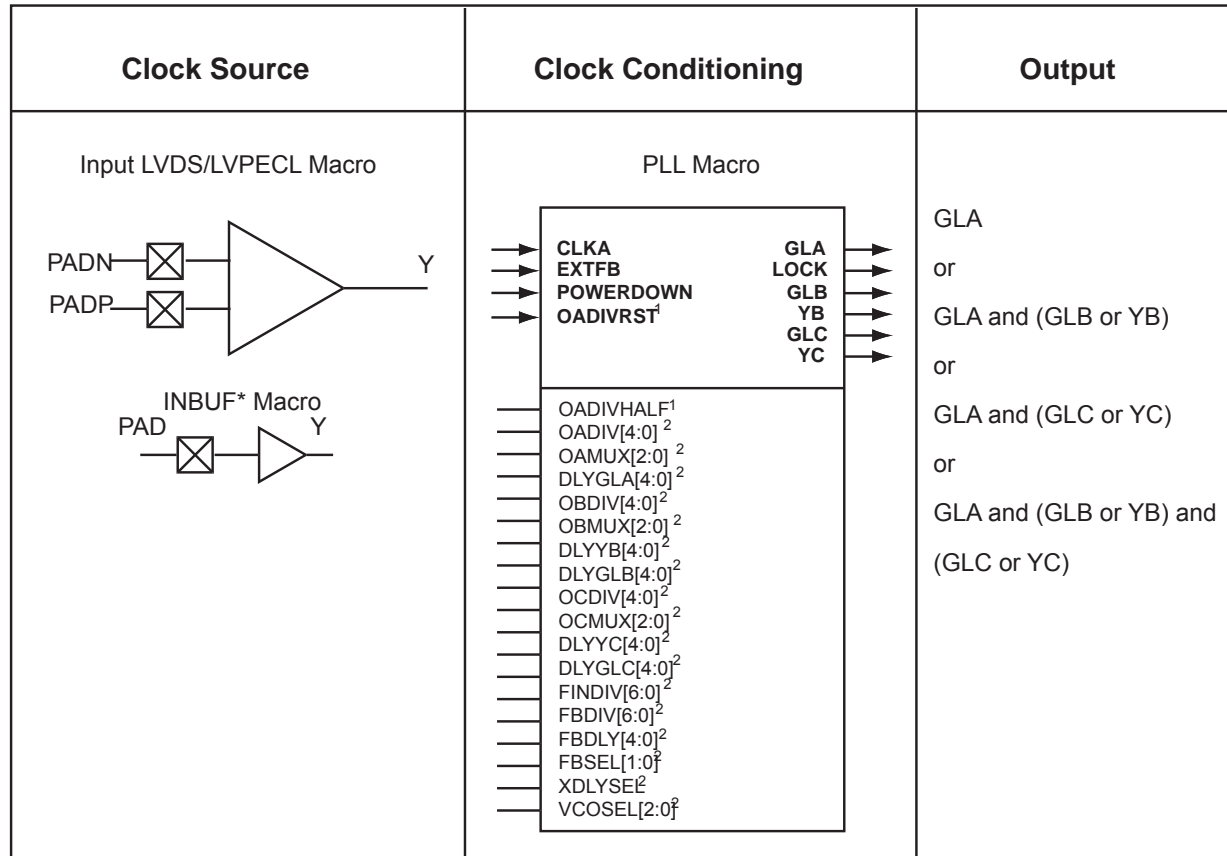 Clock Source
Clock Conditioning
Output
Input LVDS/LVPECL Macro
PADN
PADP
Y
INBUF* Macro
PAD
Y
PLL Macro
CLKA
EXTFB
POWERDOWN
OADIVRST1
GLA
LOCK
GLB
YB
GLC
YC
OADIVHALF1
OADIV[4:0] 2
OAMUX[2:0] 2
DLYGLA[4:0] 2
OBDIV[4:0] 2
OBMUX[2:0] 2
DLYYB[4:0] 2
DLYGLB[4:0] 2
OCDIV[4:0] 2
OCMUX[2:0] 2
DLYYC[4:0] 2
DLYGLC[4:0] 2
FINDIV[6:0] 2
FBDIV[6:0] 2
FBDLY[4:0] 2
FBSEL[1:0] 2
XDLYSEL 2
VCOSEL[2:0] 2
GLA
or
GLA and (GLB or YB)
or
GLA and (GLC or YC)
or
GLA and (GLB or YB) and
(GLC or YC)